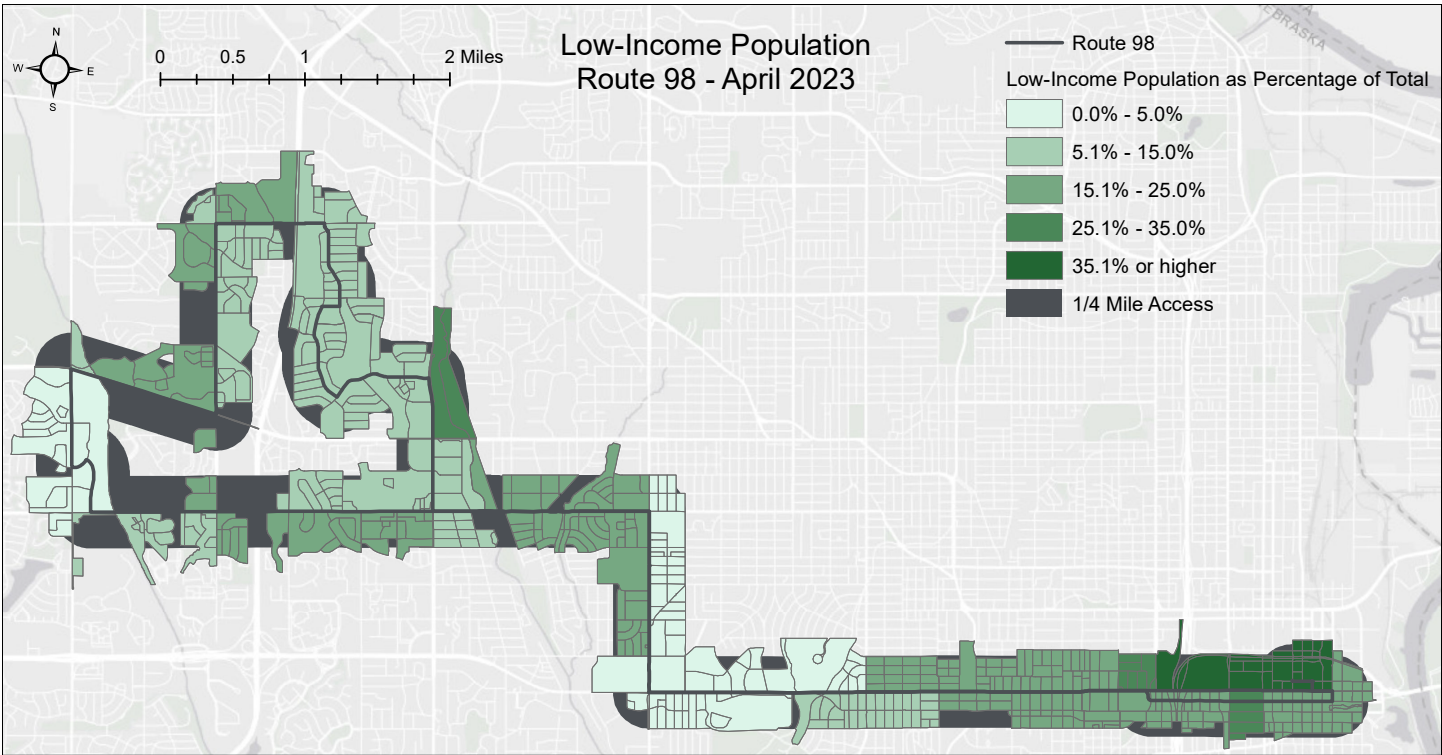 N
W
E
S
0 0.5 1 2 Miles
Low-Income Population
Route 98 - April 2023
NEBRASKA
Route 98
Low-Income Population as Percentage of Total
0.0% - 5.0%
5.1% - 15.0%
15.1% - 25.0%
25.1% - 35.0%
35.1% or higher
1/4 Mile Access